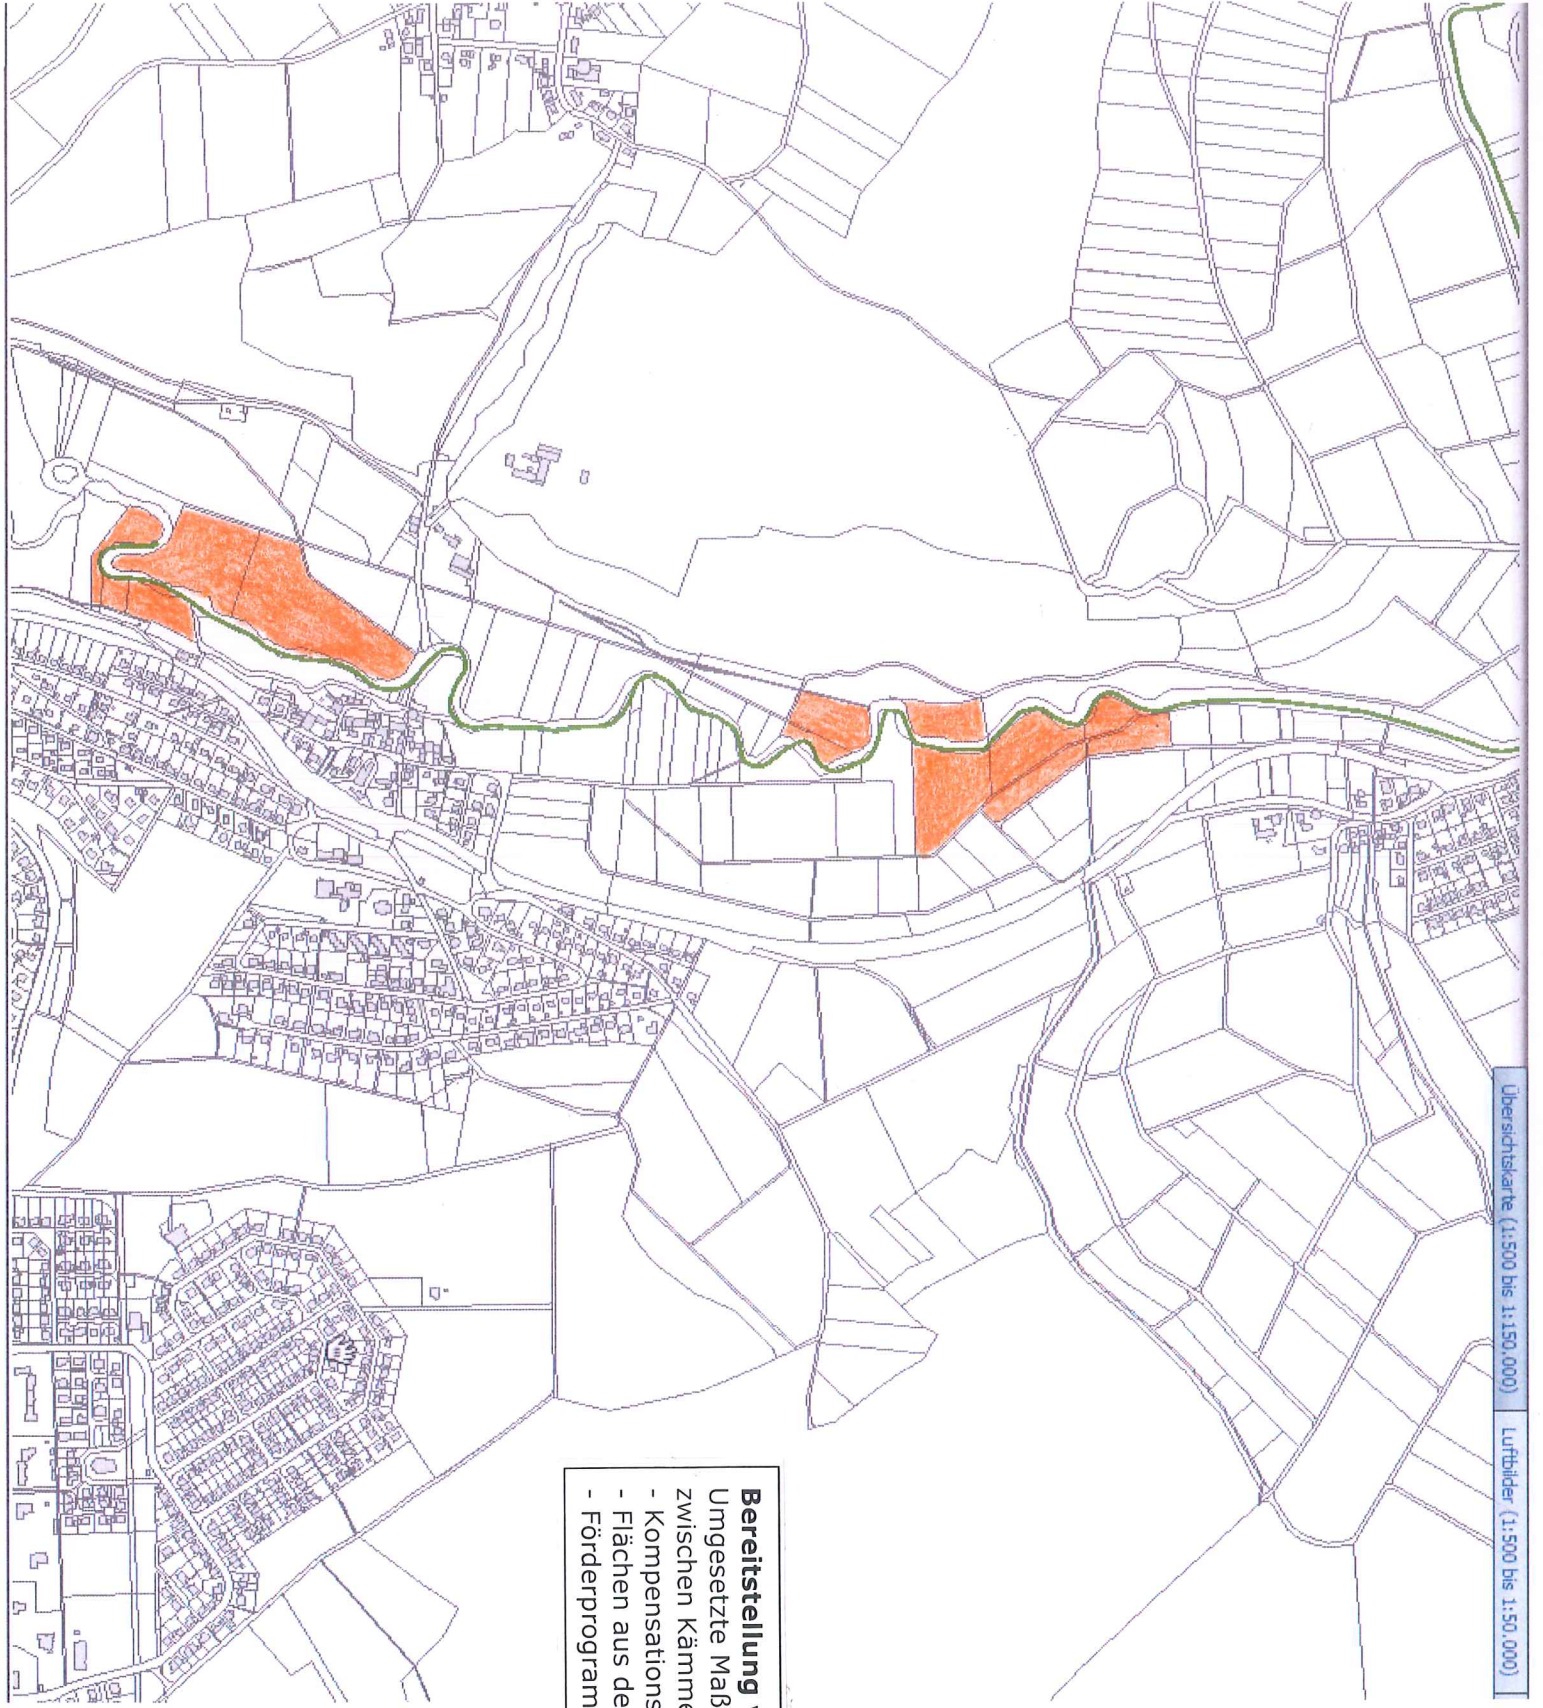 Übersichtskarte (1:500 bis 1:150.000)
Luftbilder (1:500 bis 1:50.000)
Bereitstellung
Umgesetzte Maß
zwischen Kämme
- Kompensations
- Flächen aus de
- Förderprogram